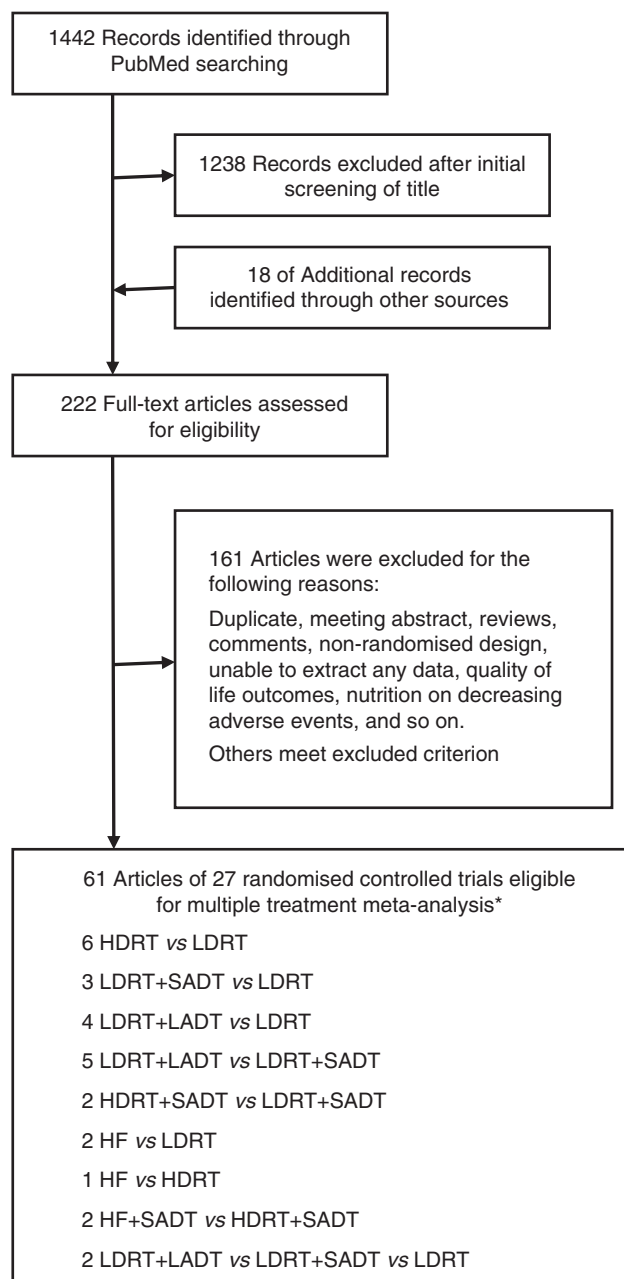 1442 Records identified through
PubMed searching
1238 Records excluded after initial
screening of title
18 of Additional records
identified through other sources
222 Full-text articles assessed
for eligibility
161 Articles were excluded for the
following reasons:
Duplicate, meeting abstract, reviews,
comments, non-randomised design,
unable to extract any data, quality of
life outcomes, nutrition on decreasing
adverse events, and so on.
Others meet excluded criterion
61 Articles of 27 randomised controlled trials eligible
for multiple treatment meta-analysis*
6 HDRT vs LDRT
3 LDRT+SADT vs LDRT
4 LDRT+LADT vs LDRT
5 LDRT+LADT vs LDRT+SADT
2 HDRT+SADT vs LDRT+SADT
2 HF vs LDRT
1 HF vs HDRT
2 HF+SADT vs HDRT+SADT
2 LDRT+LADT vs LDRT+SADT vs LDRT